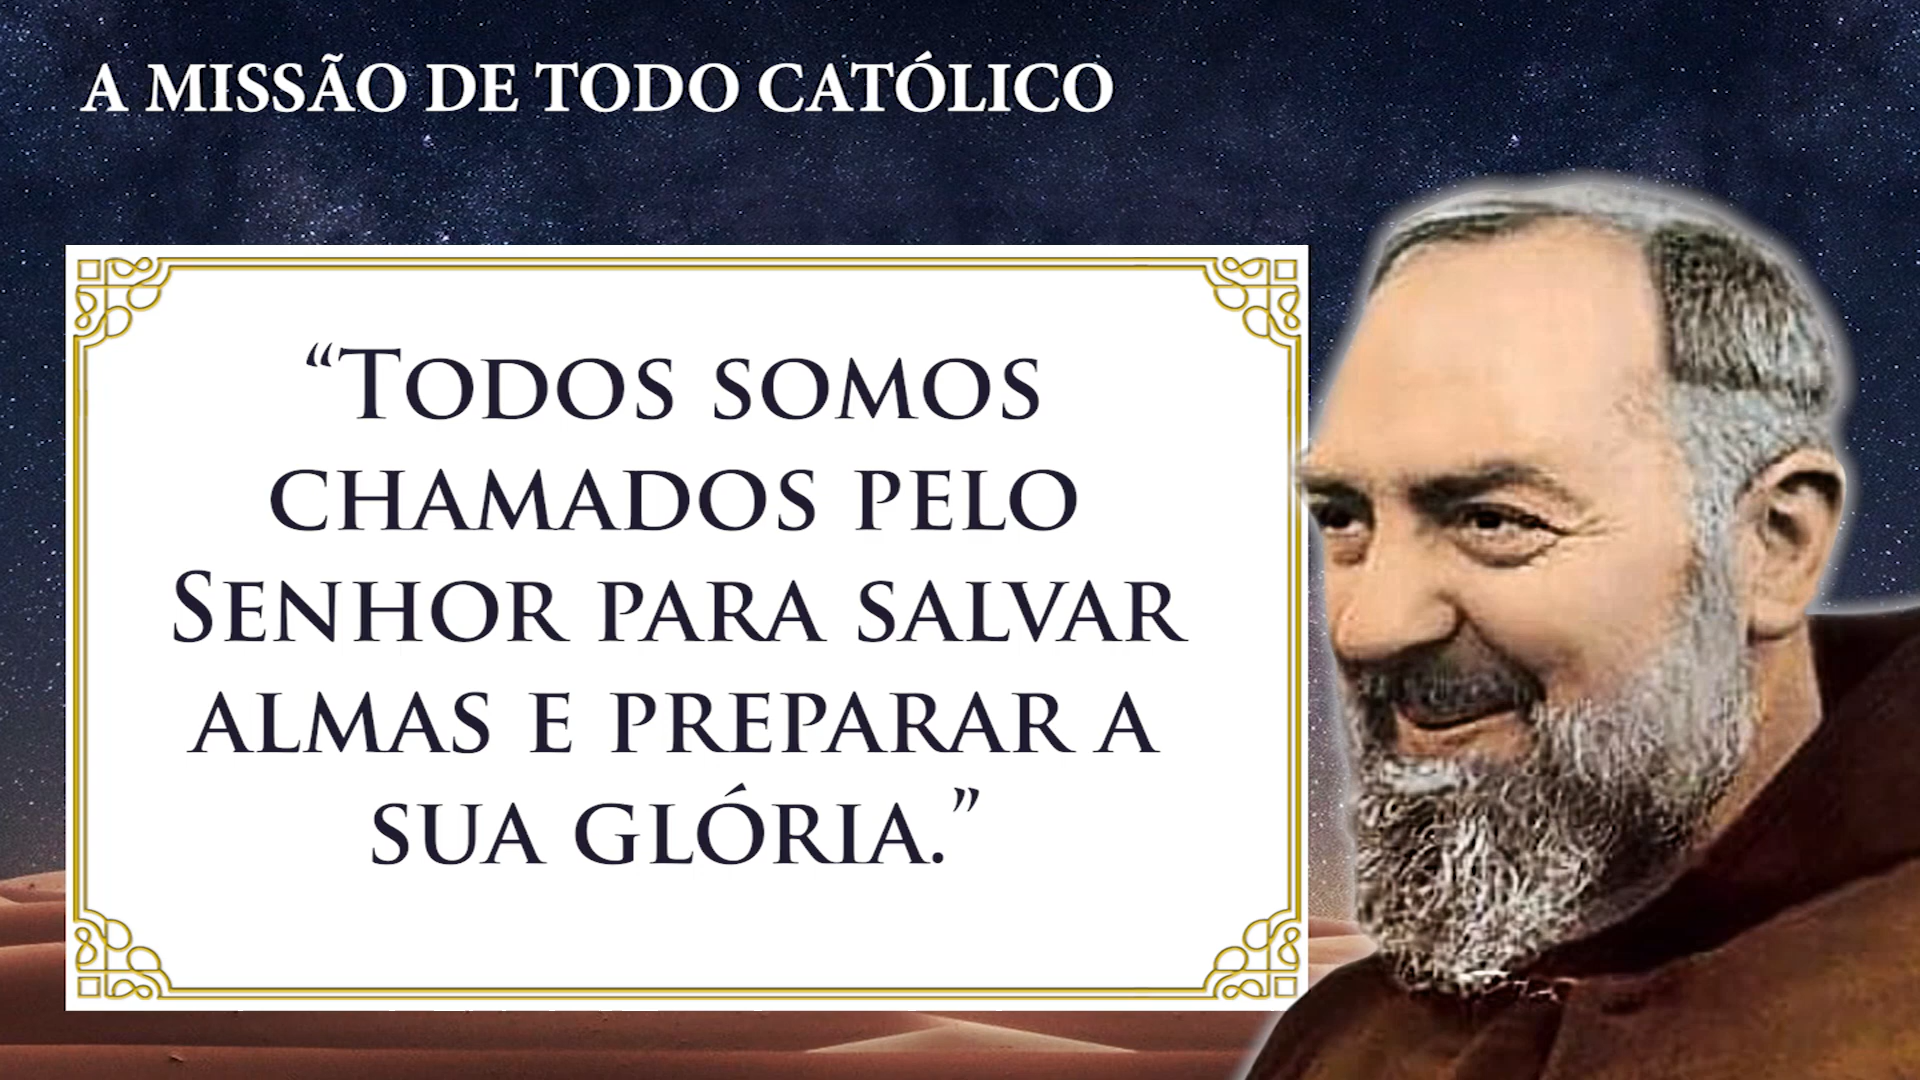 A MISSÃO DE TODO CATÓLICO
“TODOS SOMOS
CHAMADOS PELO
SENHOR PARA SALVAR
ALMAS E PREPARAR A
SUA GLÓRIA.”